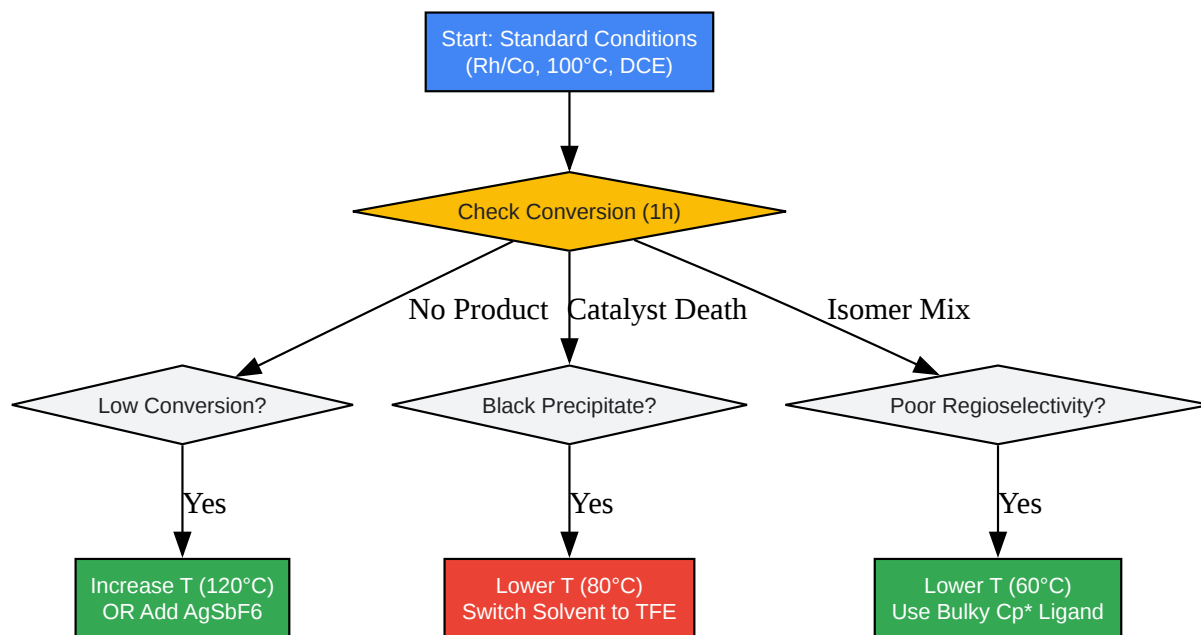 Start: Standard Conditions
(Rh/Co, 100°C, DCE)
Check Conversion (1h)
No Product
Catalyst Death
Isomer Mix
Low Conversion?
Black Precipitate?
Poor Regioselectivity?
Yes
Yes
Yes
Increase T (120°C)
OR Add AgSbF6
Lower T (80°C)
Switch Solvent to TFE
Lower T (60°C)
Use Bulky Cp* Ligand